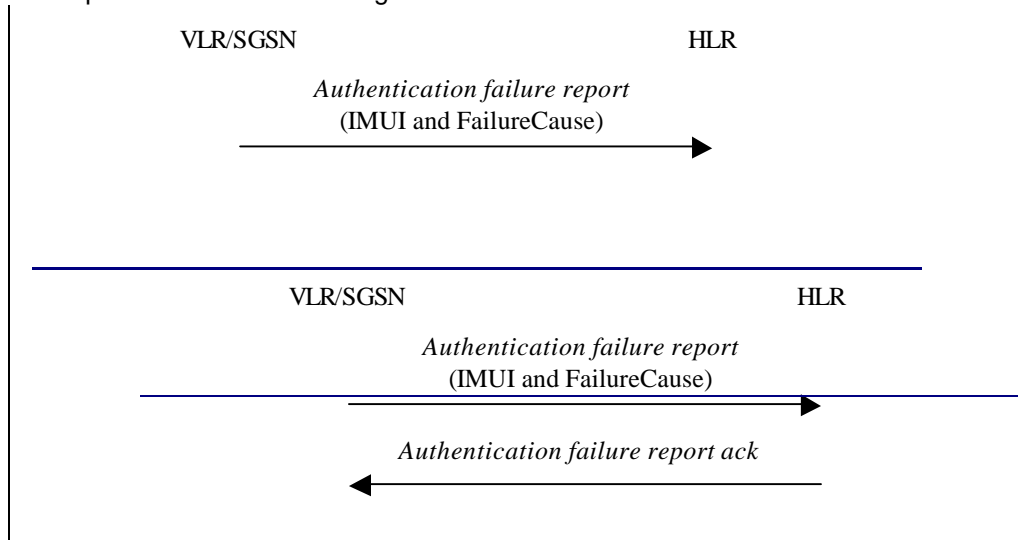 VLR/SGSN HLR
Authentication failure report
(IMUI and FailureCause)
VLR/SGSN HLR
Authentication failure report
(IMUI and FailureCause)
Authentication failure report ack